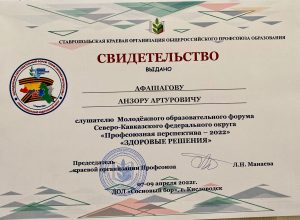 СТАВРОПОЛЬСКАЯ КРАЕВАЯ ОРГАНИЗАЦИЯ ОБЩЕРОССИЙСКОГО ПРОФСОЮЗА ОБРАЗОВАНИЯ
СВИДЕТЕЛЬСТВО
ВЫДАНО
АФАШАГОВУ
АНЗОРУ АРТУРОВИЧУ
слушателю Молодёжного образовательного форума
Северо-Кавказского федерального округа
«Профсоюзная перспектива – 2022»
«ЗДОРОВЫЕ РЕШЕНИЯ»
Председатель
краевой организации Профсоюза
Л.Н. Манаева
07-09 апреля 2022г.
ДОЛ «Сосновый бор», г. Кисловодск